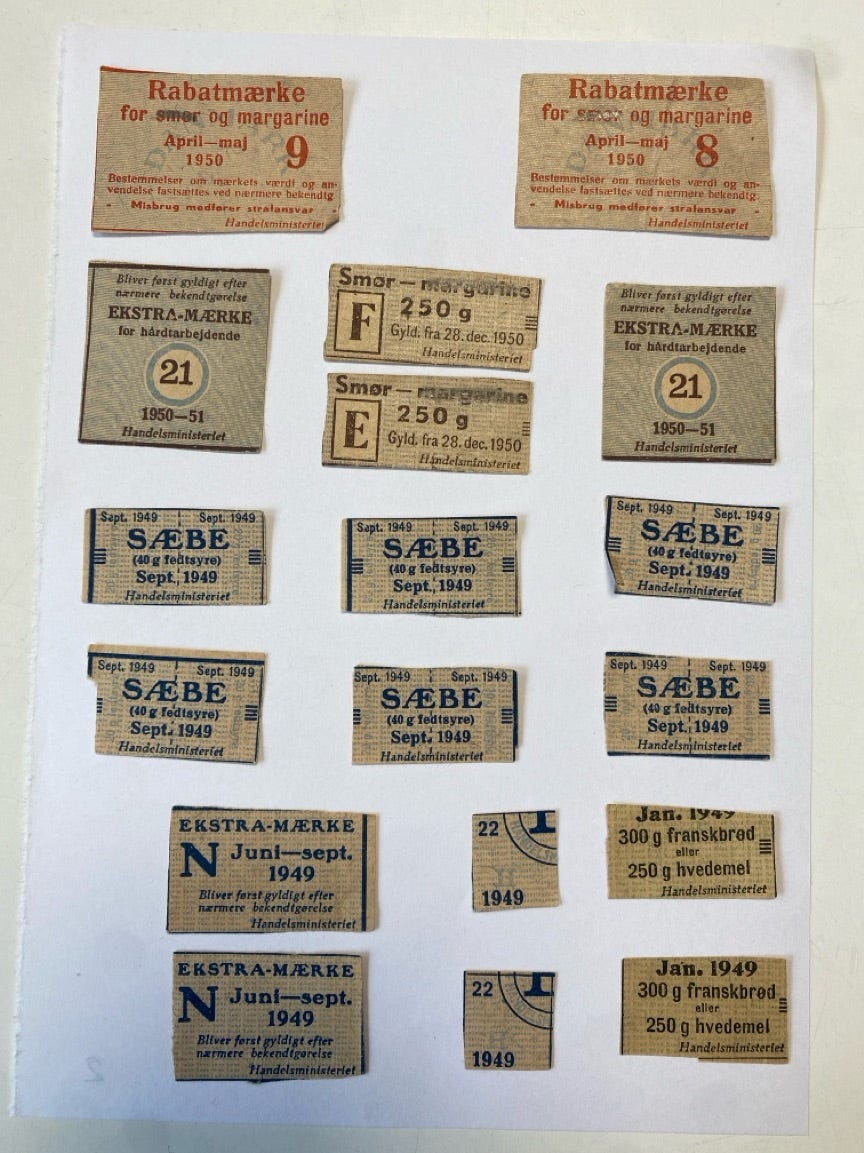 Rabatmærke
for smør og margarine
April—maj
1950
9
Bestemmelser om mærkets værdi og an-
vendelse fastsættes ved nærmere bekendtg.
- Misbrug medfører strafansvar -
Handelsministeriet
Rabatmærke
for smør og margarine
April—maj
1950
8
Bestemmelser om mærkets værdi og an-
vendelse fastsættes ved nærmere bekendtg.
- Misbrug medfører strafansvar -
Handelsministeriet
Bliver først gyldigt efter
nærmere bekendtgørelse
EKSTRA-MÆRKE
for hårdtarbejdende
21
1950—51
Handelsministeriet
Smør — margarine
F
250 g
Gyld. fra 28. dec. 1950
Handelsministeriet
Smør — margarine
E
250 g
Gyld. fra 28. dec. 1950
Handelsministeriet
Bliver først gyldigt efter
nærmere bekendtgørelse
EKSTRA-MÆRKE
for hårdtarbejdende
21
1950—51
Handelsministeriet
Sept. 1949 Sept. 1949
SÆBE
(40 g fedtsyre)
Sept. 1949
Handelsministeriet
Sept. 1949 Sept. 1949
SÆBE
(40 g fedtsyre)
Sept. 1949
Handelsministeriet
Sept. 1949 Sept. 1949
SÆBE
(40 g fedtsyre)
Sept. 1949
Handelsministeriet
Sept. 1949 Sept. 1949
SÆBE
(40 g fedtsyre)
Sept. 1949
Handelsministeriet
Sept. 1949 Sept. 1949
SÆBE
(40 g fedtsyre)
Sept. 1949
Handelsministeriet
Sept. 1949 Sept. 1949
SÆBE
(40 g fedtsyre)
Sept. 1949
Handelsministeriet
EKSTRA-MÆRKE
N Juni—sept.
1949
Bliver først gyldigt efter
nærmere bekendtgørelse
Handelsministeriet
22
1949
Jan. 1949
300 g franskbrød
eller
250 g hvedemel
Handelsministeriet
EKSTRA-MÆRKE
N Juni—sept.
1949
Bliver først gyldigt efter
nærmere bekendtgørelse
Handelsministeriet
22
1949
Jan. 1949
300 g franskbrød
eller
250 g hvedemel
Handelsministeriet